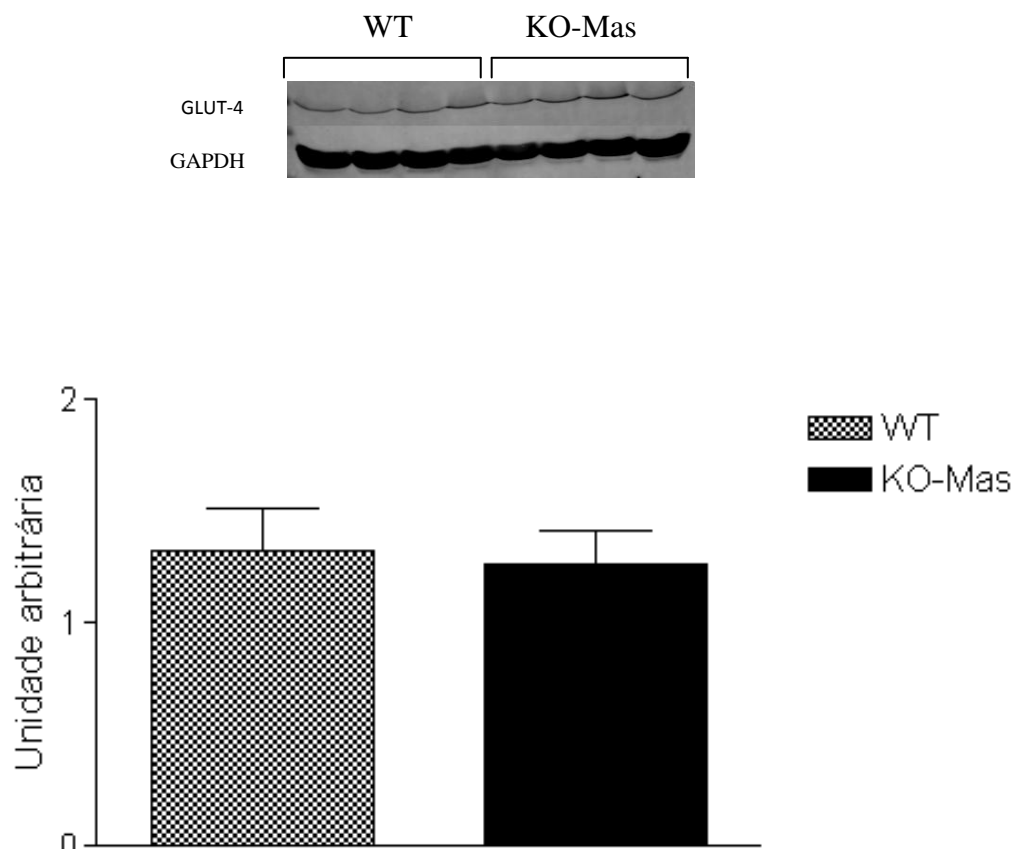 WT
KO-Mas
GLUT-4
GAPDH
2
WT
KO-Mas
1
0
Unidade arbitrária